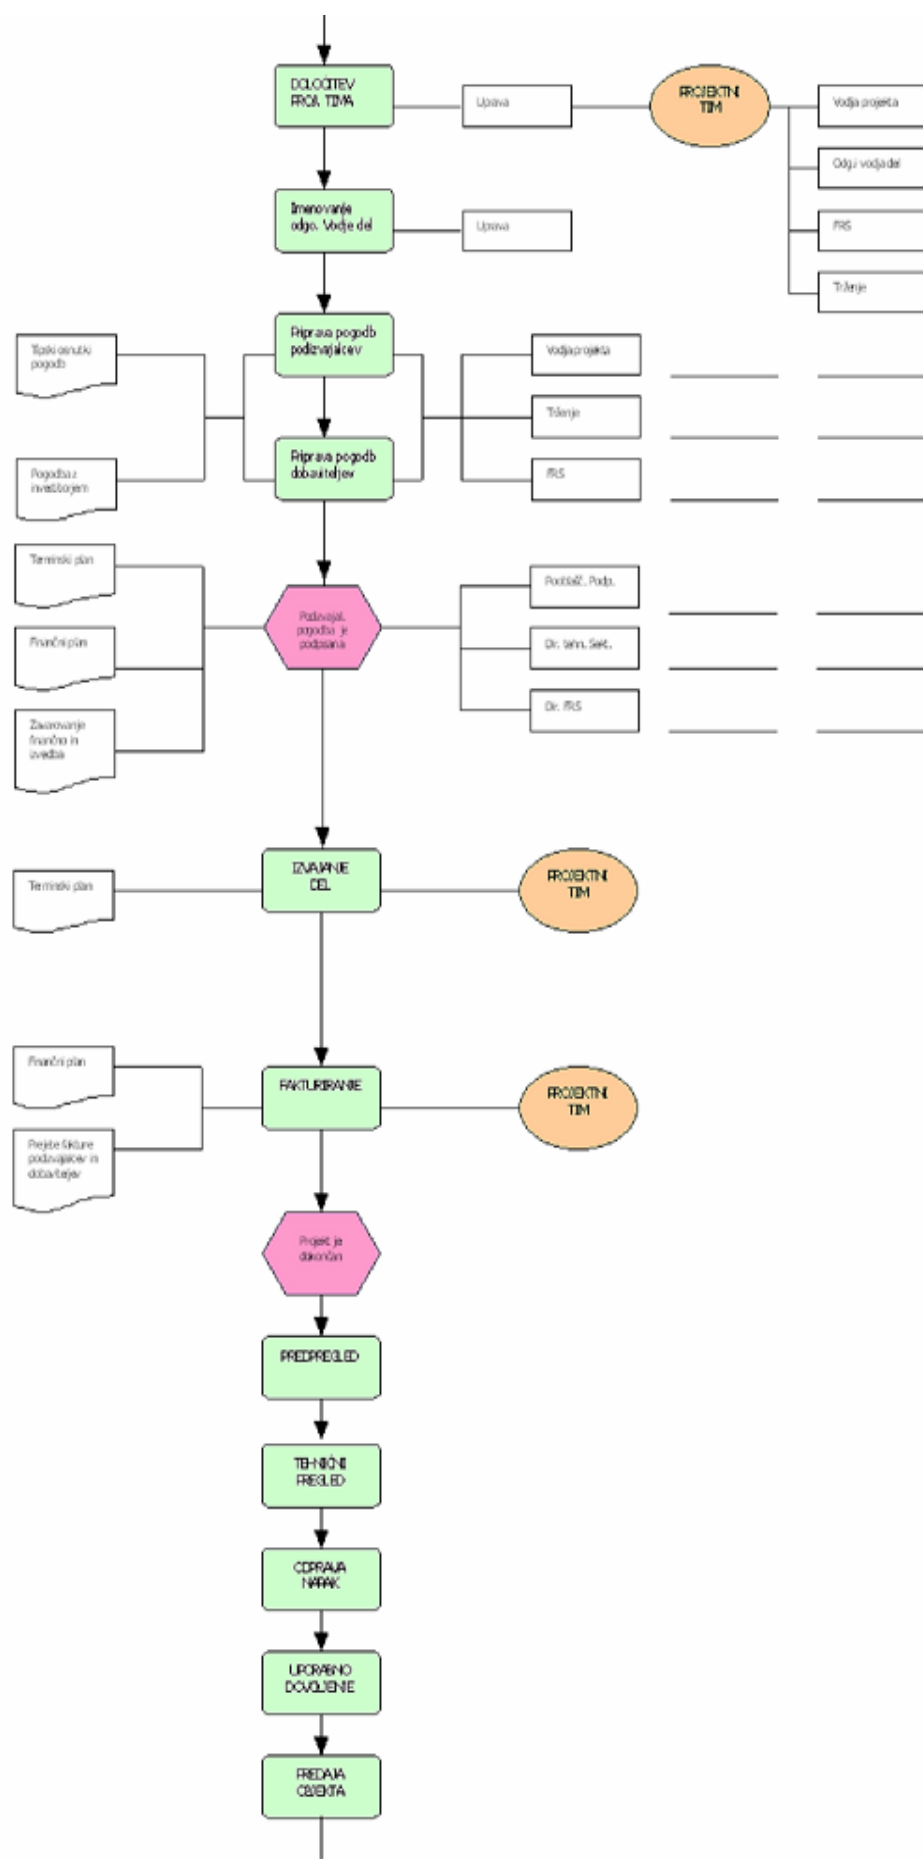 DOLOČITEV
PROJ. TIMA
Uprava
PROJEKTNI
TIM
Vodja projekta
Odg.i vodja del
FRS
Trženje
Imenovanje
odgo. Vodje del
Uprava
Tipski osnutki
pogodb
Priprava pogodb
podizvajalcev
Vodja projekta
Trženje
Pogodba z
investitorjem
Priprava pogodb
dobaviteljev
FRS
Terminski plan
Finančni plan
Zavarovanje
finančno in
izvedba
pogodba je
podpisana
Pooblašč. Podp.
Dir. tehn. Sekt.
Dir. FRS
Terminski plan
IZVAJANJE
DEL
PROJEKTNI
TIM
Finančni plan
Prejete fakture
podizvajalcev in
dobaviteljev
FAKTURIRANJE
PROJEKTNI
TIM
Projekt je
dokončan
PREDPREGLED
TEHNIČNI
PREGLED
ODPRAVA
NAPAK
UPORABNO
DOVOLJENJE
PREDAJA
OBJEKTA